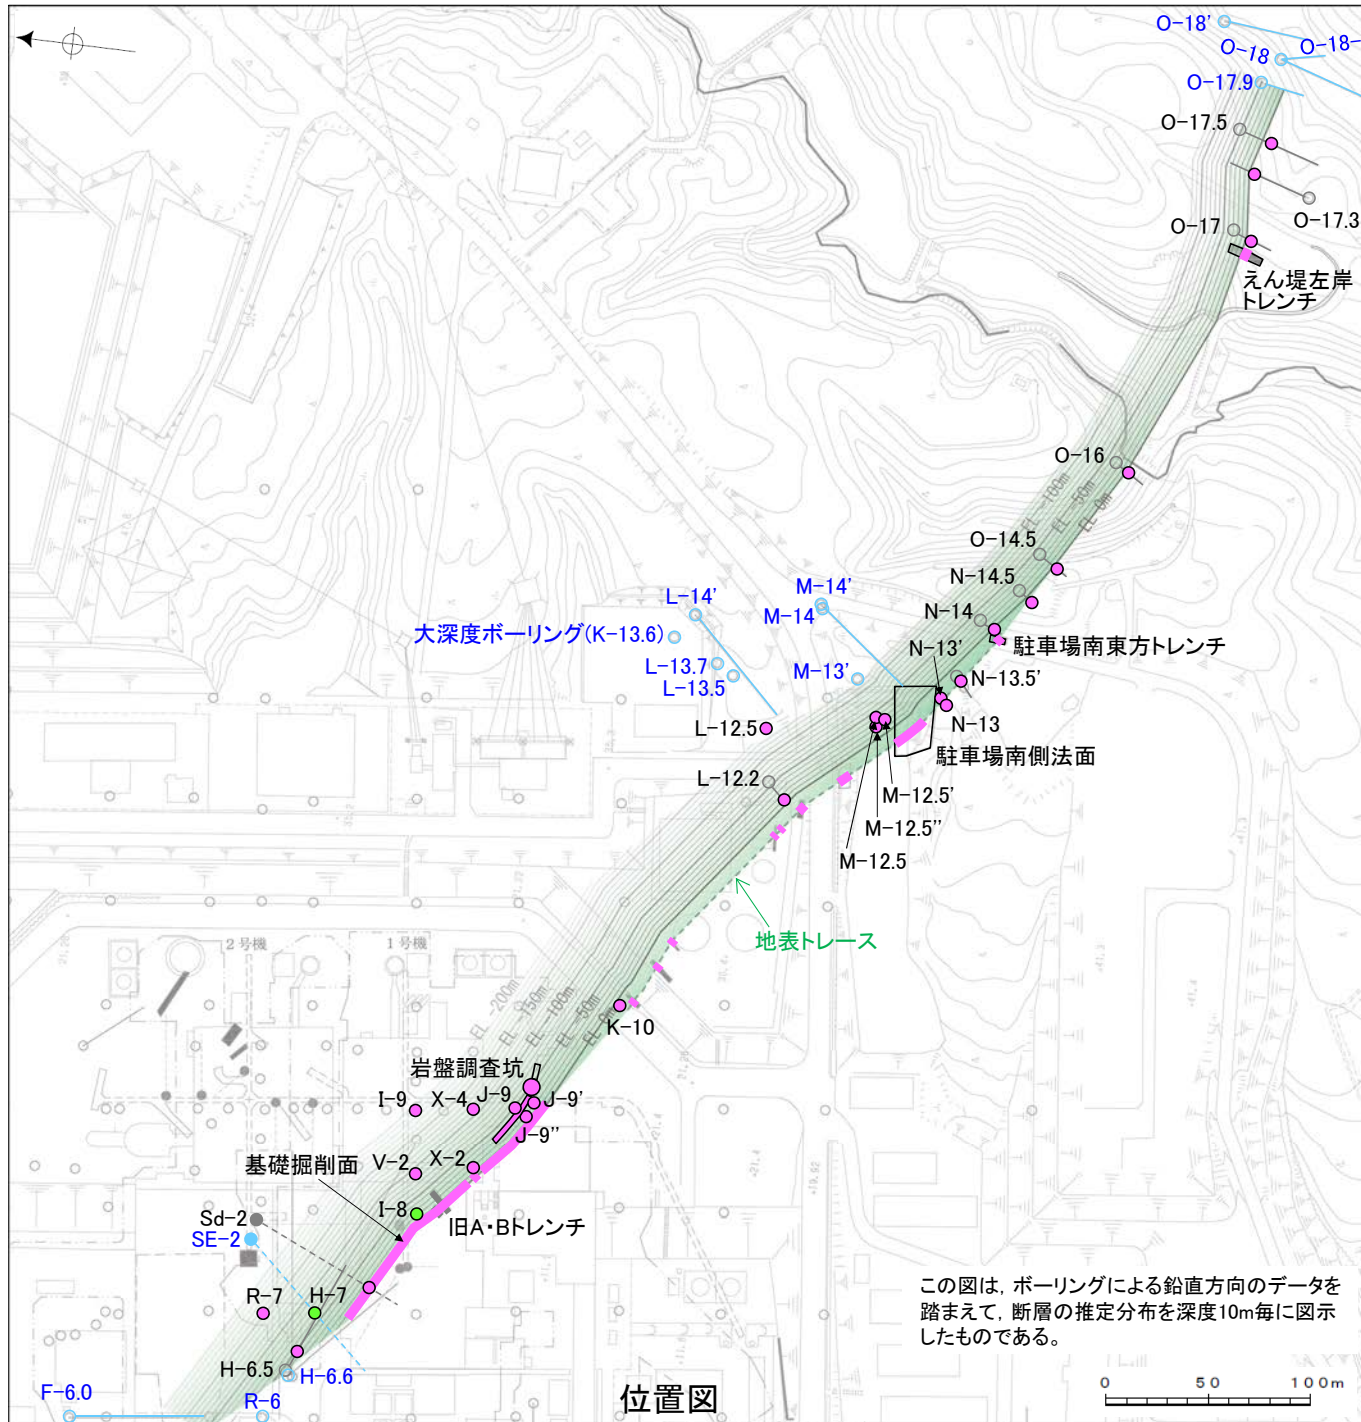 O-18'
O-18
O-18-
O-17.9
O-17.5
O-17.3
O-17
えん堤左岸
トレンチ
O-16
EL -100m
EL -50m
EL 0m
O-14.5
N-14.5
M-14'
L-14'
M-14
N-14
大深度ボーリング(K-13.6)
駐車場南東方トレンチ
N-13'
L-13.7
M-13'
N-13.5'
L-13.5
L-12.5
N-13
駐車場南側法面
L-12.2
M-12.5'
M-12.5''
M-12.5
地表トレース
2号機
1号機
EL -200m
EL -150m
EL -100m
EL -50m
EL 0m
K-10
岩盤調査坑
I-9
X-4
J-9
J-9'
J-9''
基礎掘削面
V-2
X-2
I-8
Sd-2
旧A・Bトレンチ
SE-2
R-7
H-7
この図は，ボーリングによる鉛直方向のデータを
踏まえて，断層の推定分布を深度10m毎に図示
したものである。
H-6.5
H-6.6
F-6.0
R-6
位置図
0
50
100m